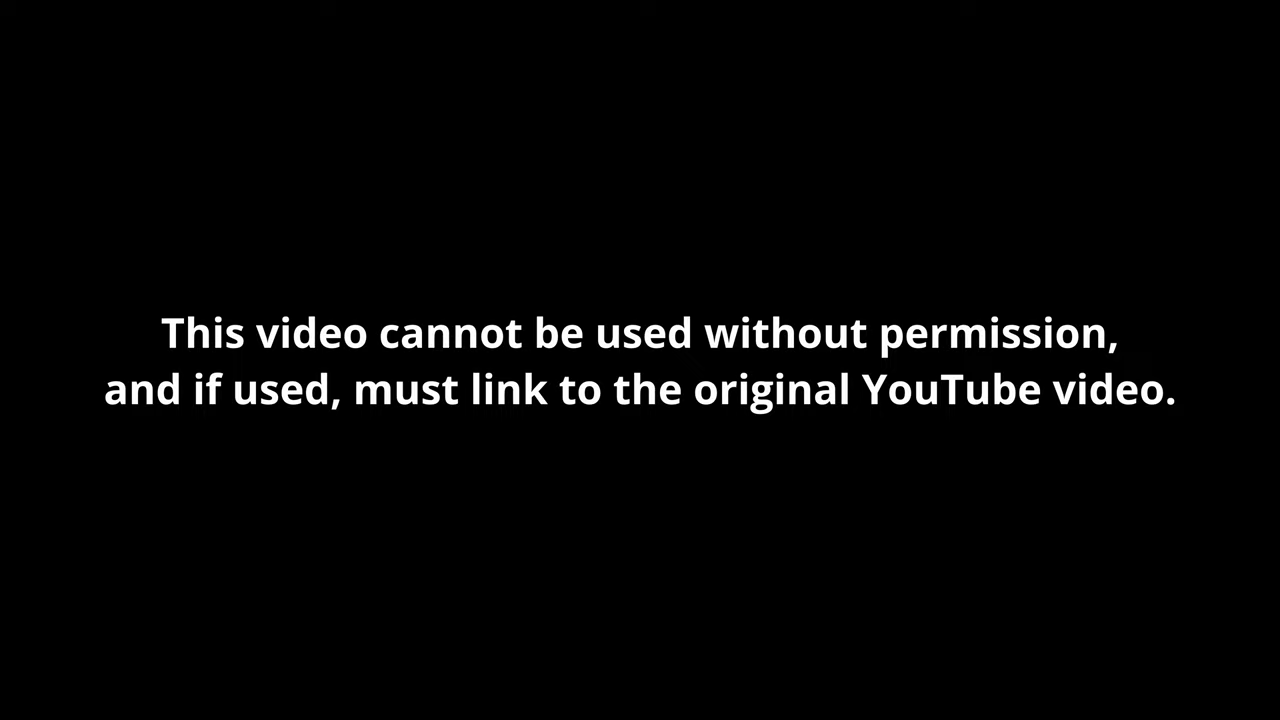 This video cannot be used without permission,
and if used, must link to the original YouTube video.